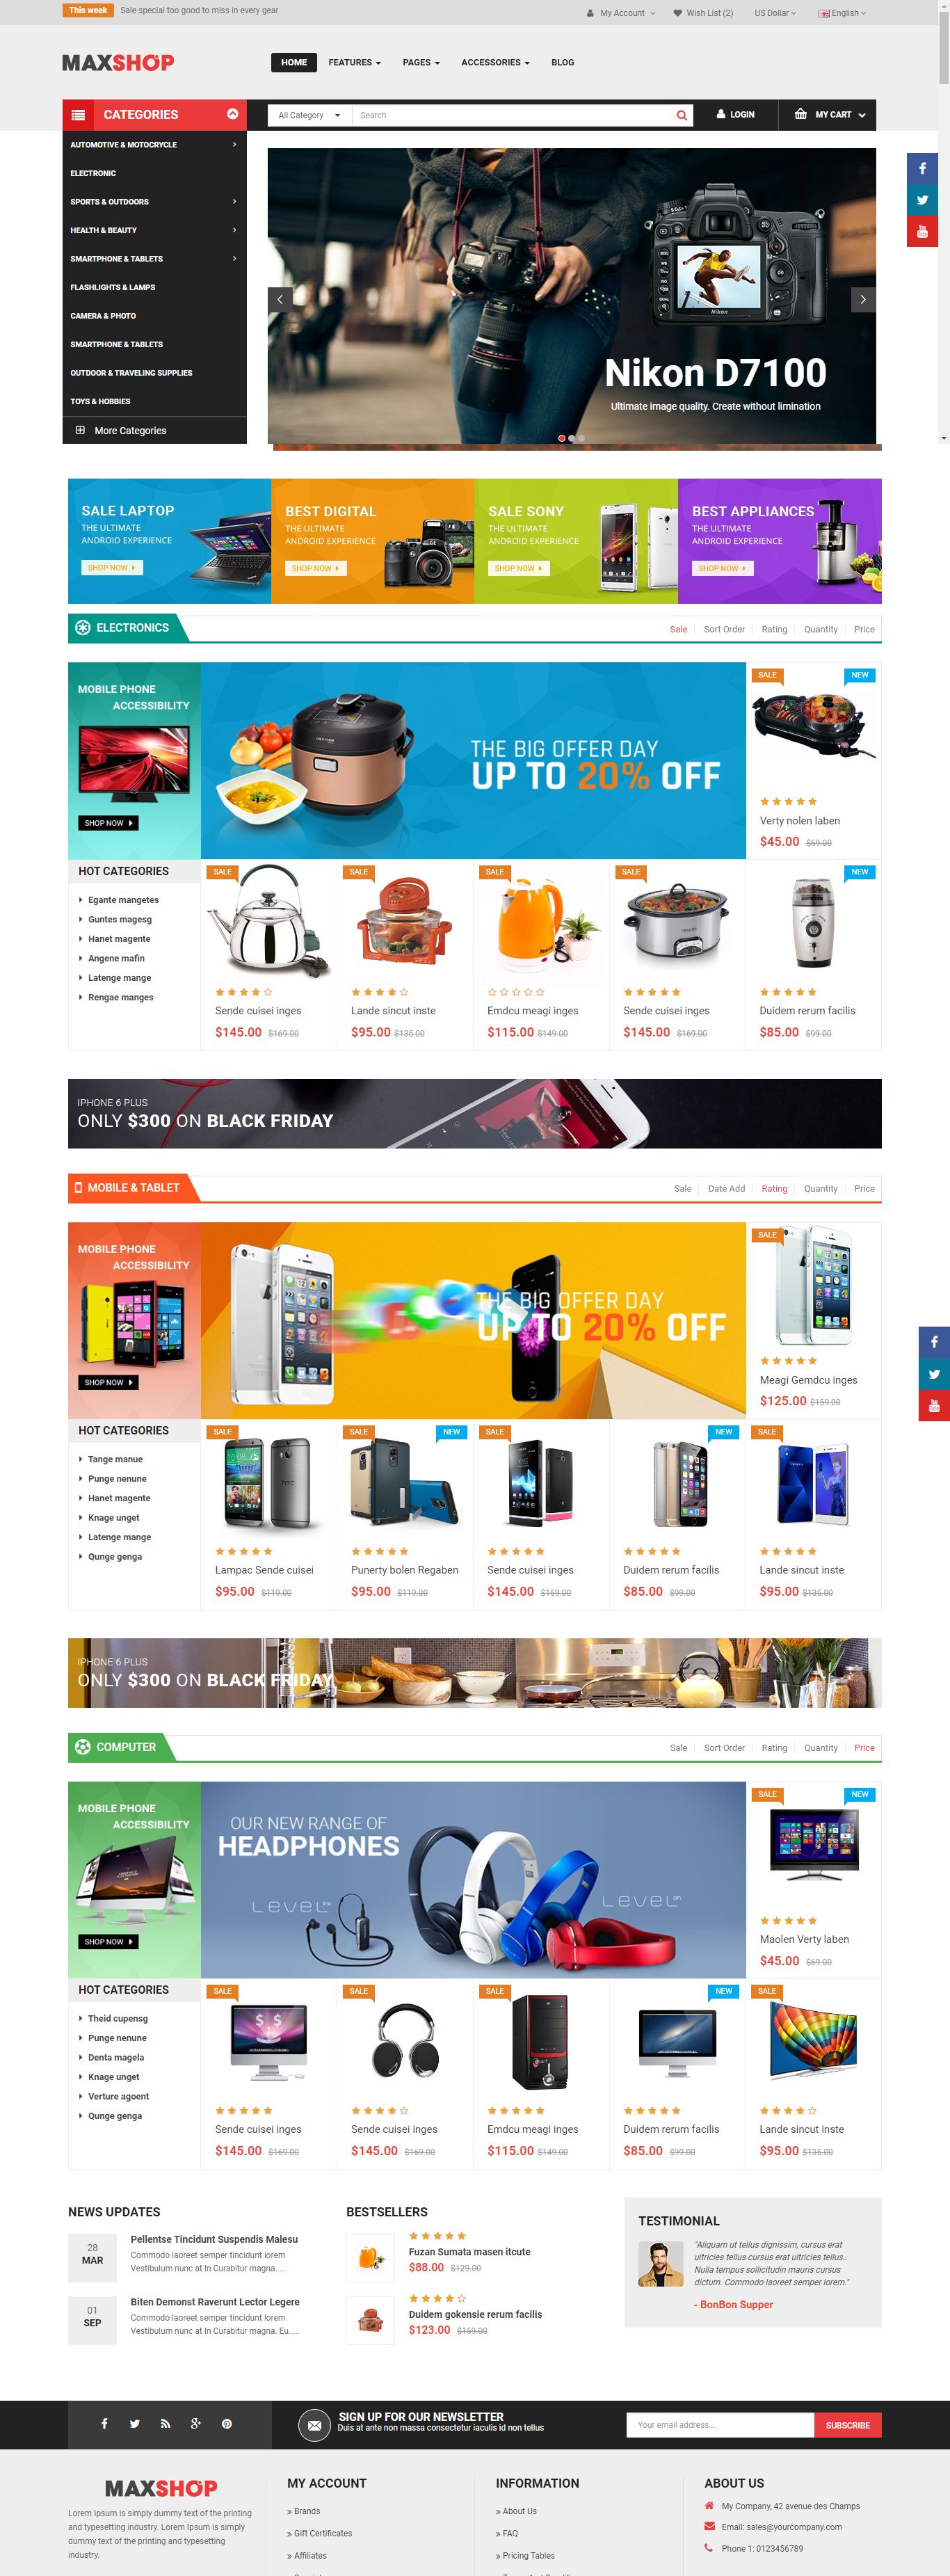 This week Sale special too good to miss in every gear
My Account Wish List (2) US Dollar English
MAXSHOP
HOME FEATURES PAGES ACCESSORIES BLOG
CATEGORIES
All Category Search
LOGIN MY CART
AUTOMOTIVE & MOTOCRYCLE
ELECTRONIC
SPORTS & OUTDOORS
HEALTH & BEAUTY
SMARTPHONE & TABLETS
FLASHLIGHTS & LAMPS
CAMERA & PHOTO
SMARTPHONE & TABLETS
OUTDOOR & TRAVELING SUPPLIES
TOYS & HOBBIES
More Categories
Nikon
Nikon D7100
Ultimate image quality. Create without limination
SALE LAPTOP
THE ULTIMATE
ANDROID EXPERIENCE
SHOP NOW
BEST DIGITAL
THE ULTIMATE
ANDROID EXPERIENCE
SHOP NOW
SALE SONY
THE ULTIMATE
ANDROID EXPERIENCE
SHOP NOW
BEST APPLIANCES
THE ULTIMATE
ANDROID EXPERIENCE
SHOP NOW
ELECTRONICS
Sale Sort Order Rating Quantity Price
MOBILE PHONE
ACCESSIBILITY
SHOP NOW
THE BIG OFFER DAY
UP TO 20% OFF
SALE NEW
Verty nolen laben
$45.00 $69.00
HOT CATEGORIES
Egante mangetes
Guntes magesg
Hanet magente
Angene mafin
Latenge mange
Rengae manges
SALE
Sende cuisei inges
$145.00 $169.00
SALE
Lande sincut inste
$95.00 $135.00
SALE
Emdcu meagi inges
$115.00 $149.00
SALE
Sende cuisei inges
$145.00 $169.00
NEW
Duidem rerum facilis
$85.00 $99.00
IPHONE 6 PLUS
ONLY $300 ON BLACK FRIDAY
MOBILE & TABLET
Sale Date Add Rating Quantity Price
MOBILE PHONE
ACCESSIBILITY
SHOP NOW
THE BIG OFFER DAY
UP TO 20% OFF
SALE
Meagi Gemdcu inges
$125.00 $159.00
HOT CATEGORIES
Tange manue
Punge nenune
Hanet magente
Knage unget
Latenge mange
Qunge genga
SALE
Lampac Sende cuisei
$95.00 $119.00
SALE NEW
Punerty bolen Regaben
$95.00 $119.00
SALE
Sende cuisei inges
$145.00 $169.00
NEW
Duidem rerum facilis
$85.00 $99.00
SALE
Lande sincut inste
$95.00 $135.00
IPHONE 6 PLUS
ONLY $300 ON BLACK FRIDAY
COMPUTER
Sale Sort Order Rating Quantity Price
MOBILE PHONE
ACCESSIBILITY
SHOP NOW
OUR NEW RANGE OF
HEADPHONES
LEVEL
LEVEL on
SALE NEW
Maolen Verty laben
$45.00 $69.00
HOT CATEGORIES
Theid cupensg
Punge nenune
Denta magela
Knage unget
Verture agoent
Qunge genga
SALE
Sende cuisei inges
$145.00 $169.00
SALE
Sende cuisei inges
$145.00 $169.00
SALE
Emdcu meagi inges
$115.00 $149.00
NEW
Duidem rerum facilis
$85.00 $99.00
SALE
Lande sincut inste
$95.00 $135.00
NEWS UPDATES
28
MAR
Pellentse Tincidunt Suspendis Malesu
Commodo laoreet semper tincidunt lorem
Vestibulum nunc at In Curabitur magna.....
01
SEP
Biten Demonst Raverunt Lector Legere
Commodo laoreet semper tincidunt lorem
Vestibulum nunc at In Curabitur magna. Eu.....
BESTSELLERS
Fuzan Sumata masen itcute
$88.00 $129.00
Duidem gokensie rerum facilis
$123.00 $159.00
TESTIMONIAL
"Aliquam ut tellus dignissim, cursus erat
ultricies tellus cursus erat ultricies tellus..
Nulla tempus sollicitudin mauris cursus
dictum. Commodo laoreet semper lorem."
- BonBon Supper
SIGN UP FOR OUR NEWSLETTER
Duis at ante non massa consectetur iaculis id non tellus
Your email address...
SUBSCRIBE
MAXSHOP
Lorem Ipsum is simply dummy text of the printing
and typesetting industry. Lorem Ipsum is simply
dummy text of the printing and typesetting
industry.
MY ACCOUNT
» Brands
» Gift Certificates
» Affiliates
INFORMATION
» About Us
» FAQ
» Pricing Tables
ABOUT US
My Company, 42 avenue des Champs
Email: sales@yourcompany.com
Phone 1: 0123456789